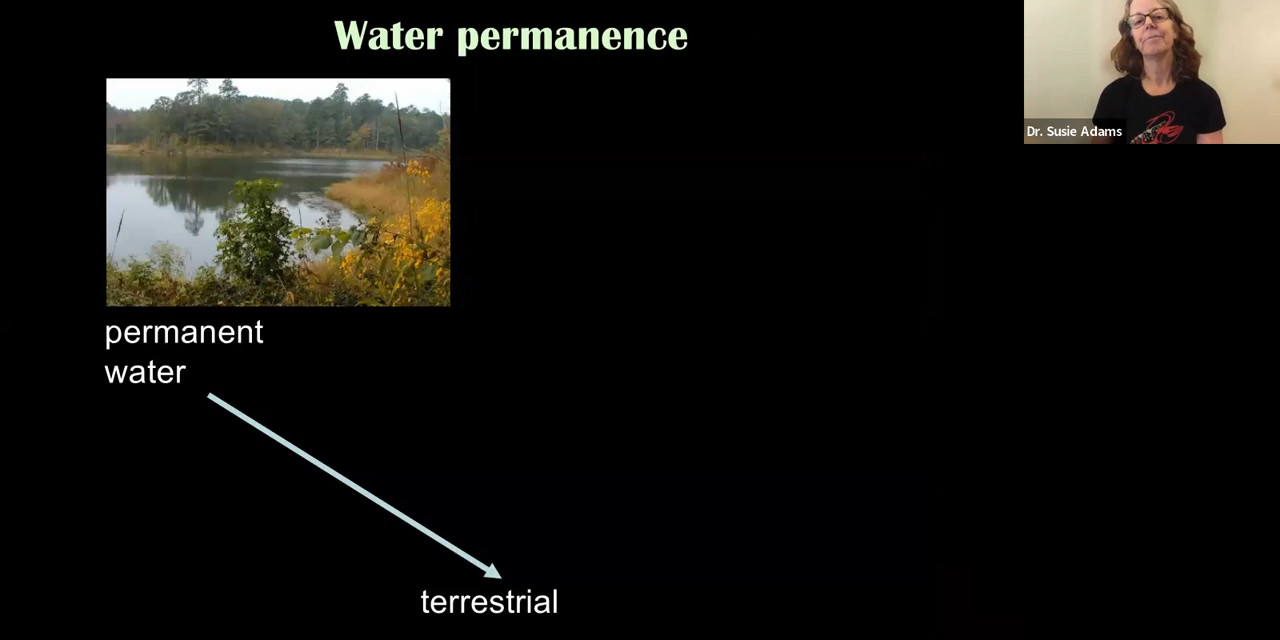 Water permanence
Dr. Susie Adams
permanent
water
terrestrial